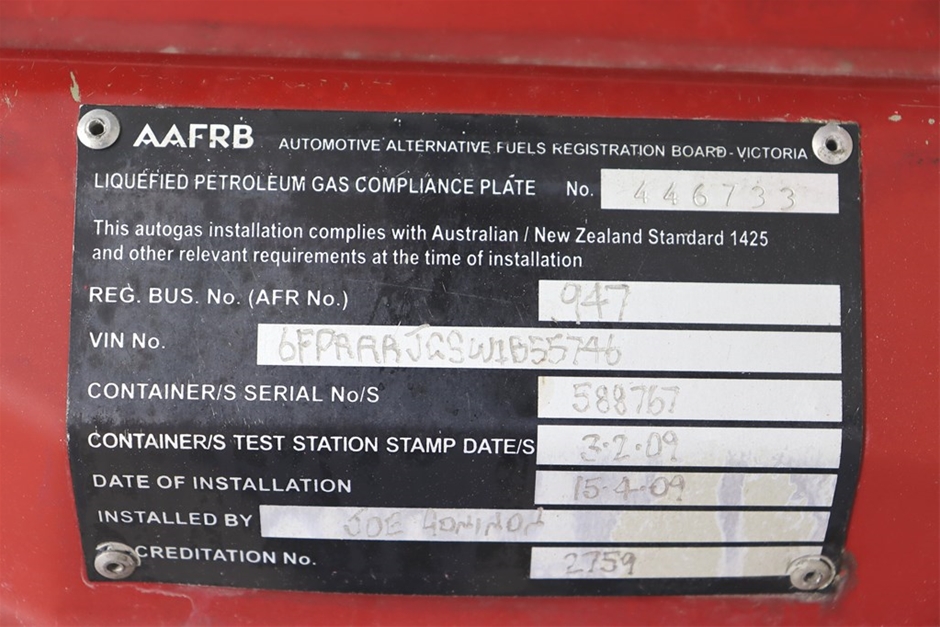 AAFRB AUTOMOTIVE ALTERNATIVE FUELS REGISTRATION BOARD - VICTORIA
LIQUEFIED PETROLEUM GAS COMPLIANCE PLATE No. 446733
This autogas installation complies with Australian / New Zealand Standard 1425
and other relevant requirements at the time of installation
REG. BUS. No. (AFR No.) 947
VIN No. 6FPAAAJGSW1B55746
CONTAINER/S SERIAL No/S 588767
CONTAINER/S TEST STATION STAMP DATE/S 3-2-09
DATE OF INSTALLATION 15-4-09
INSTALLED BY JOE
CREDITATION No. 2759